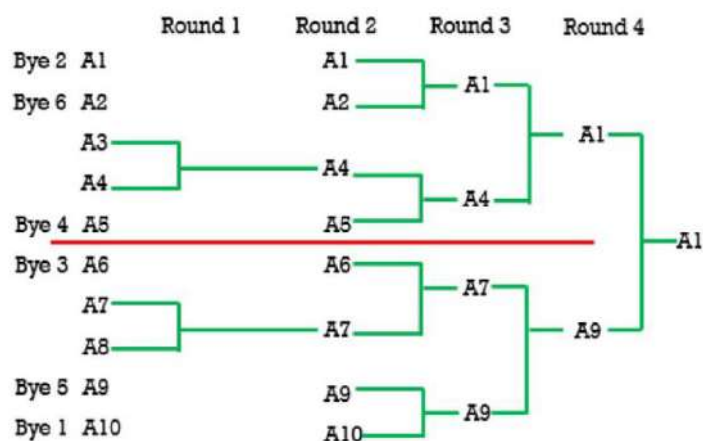 Round 1 Round 2 Round 3 Round 4
Bye 2 A1 A1
A1
Bye 6 A2 A2
A3 A1
A4 A4
A4
Bye 4 A5 A5
A1
Bye 3 A6 A6
A7
A7
A7 A9
A8
Bye 5 A9 A9
A9
Bye 1 A10 A10